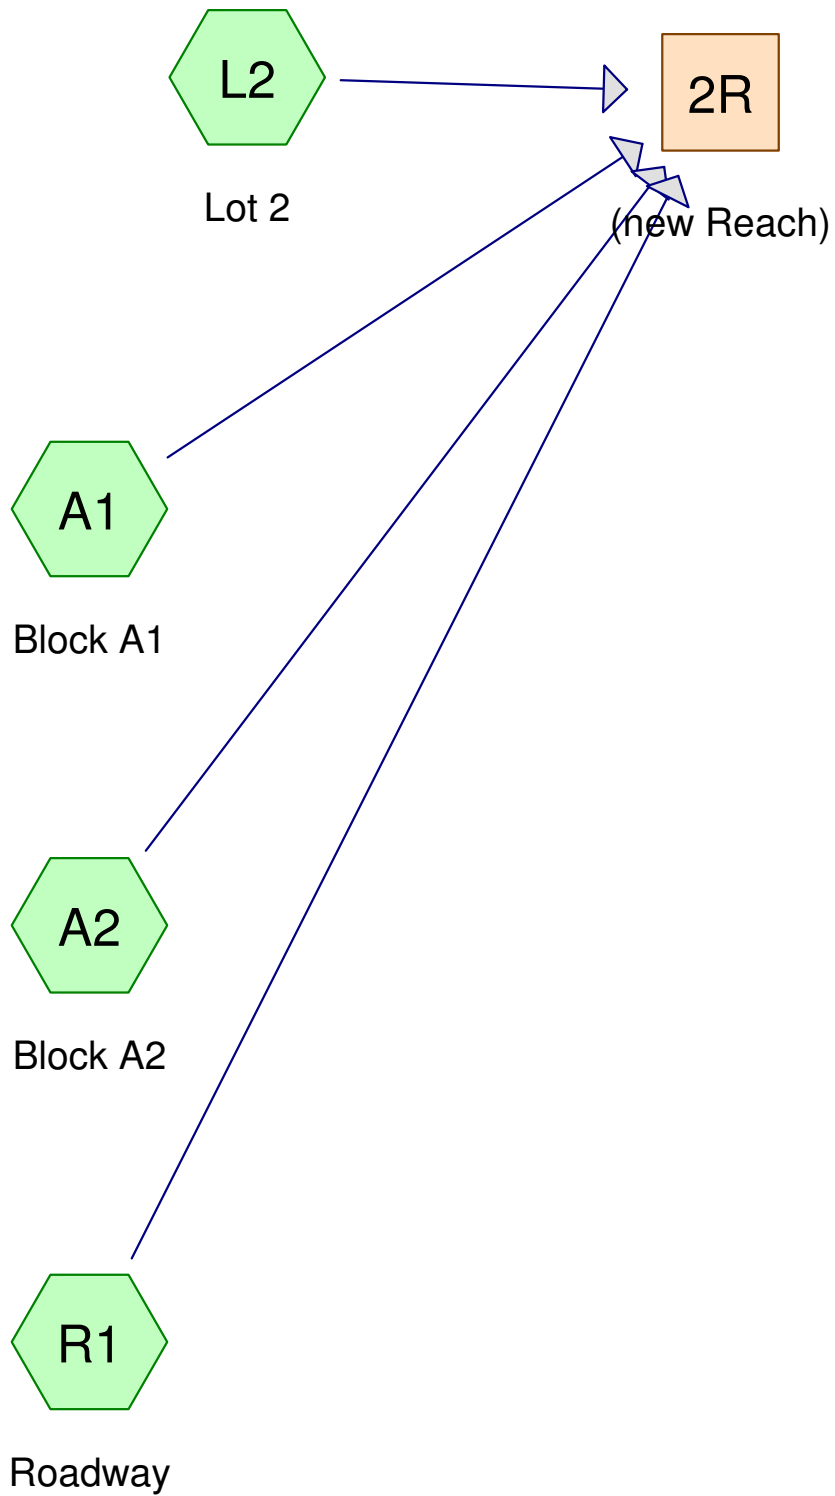 L2
2R
Lot 2
(new Reach)
A1
Block A1
A2
Block A2
R1
Roadway